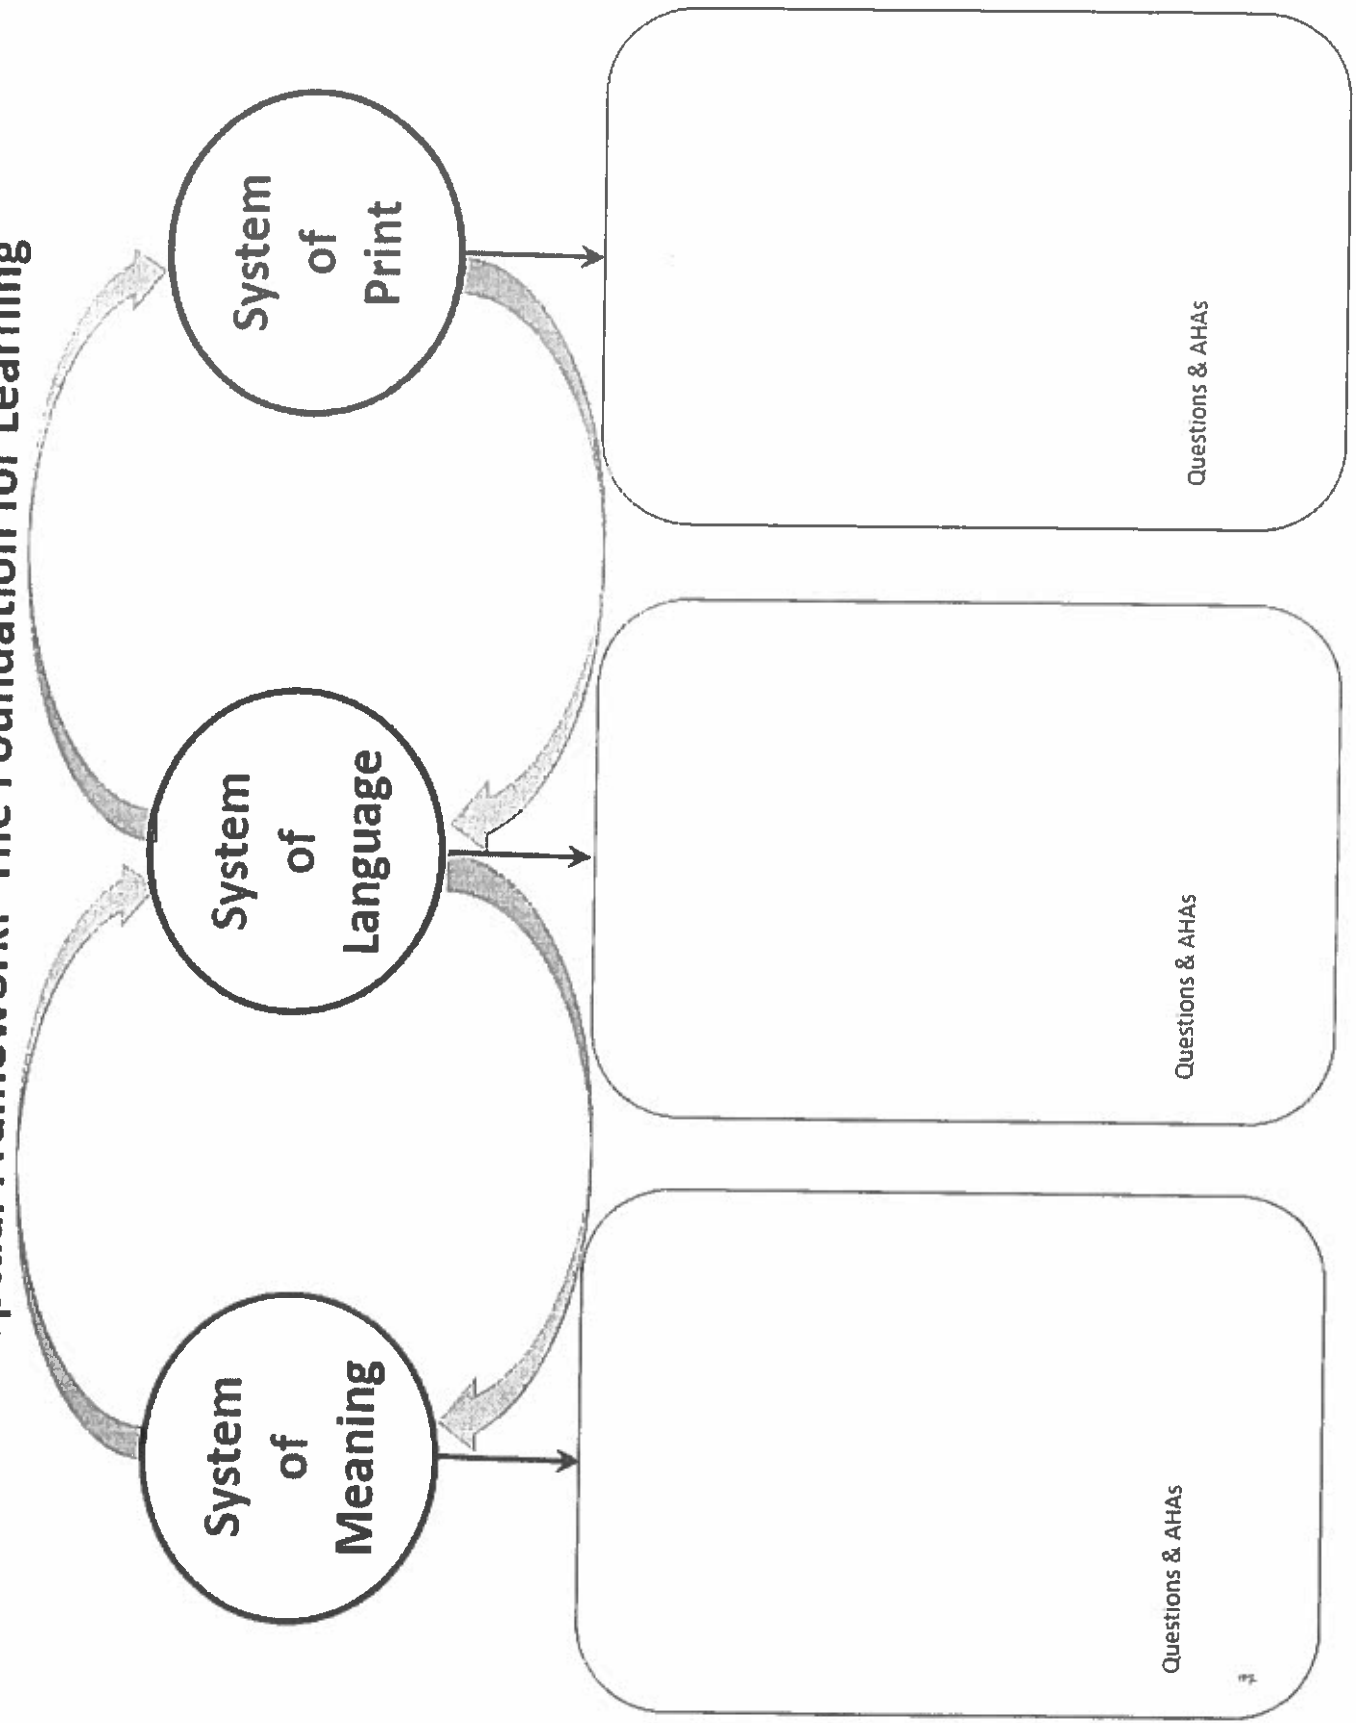 The Foundation for Learning
System
of
Meaning
System
of
Language
System
of
Print
Questions & AHAs
Questions & AHAs
Questions & AHAs